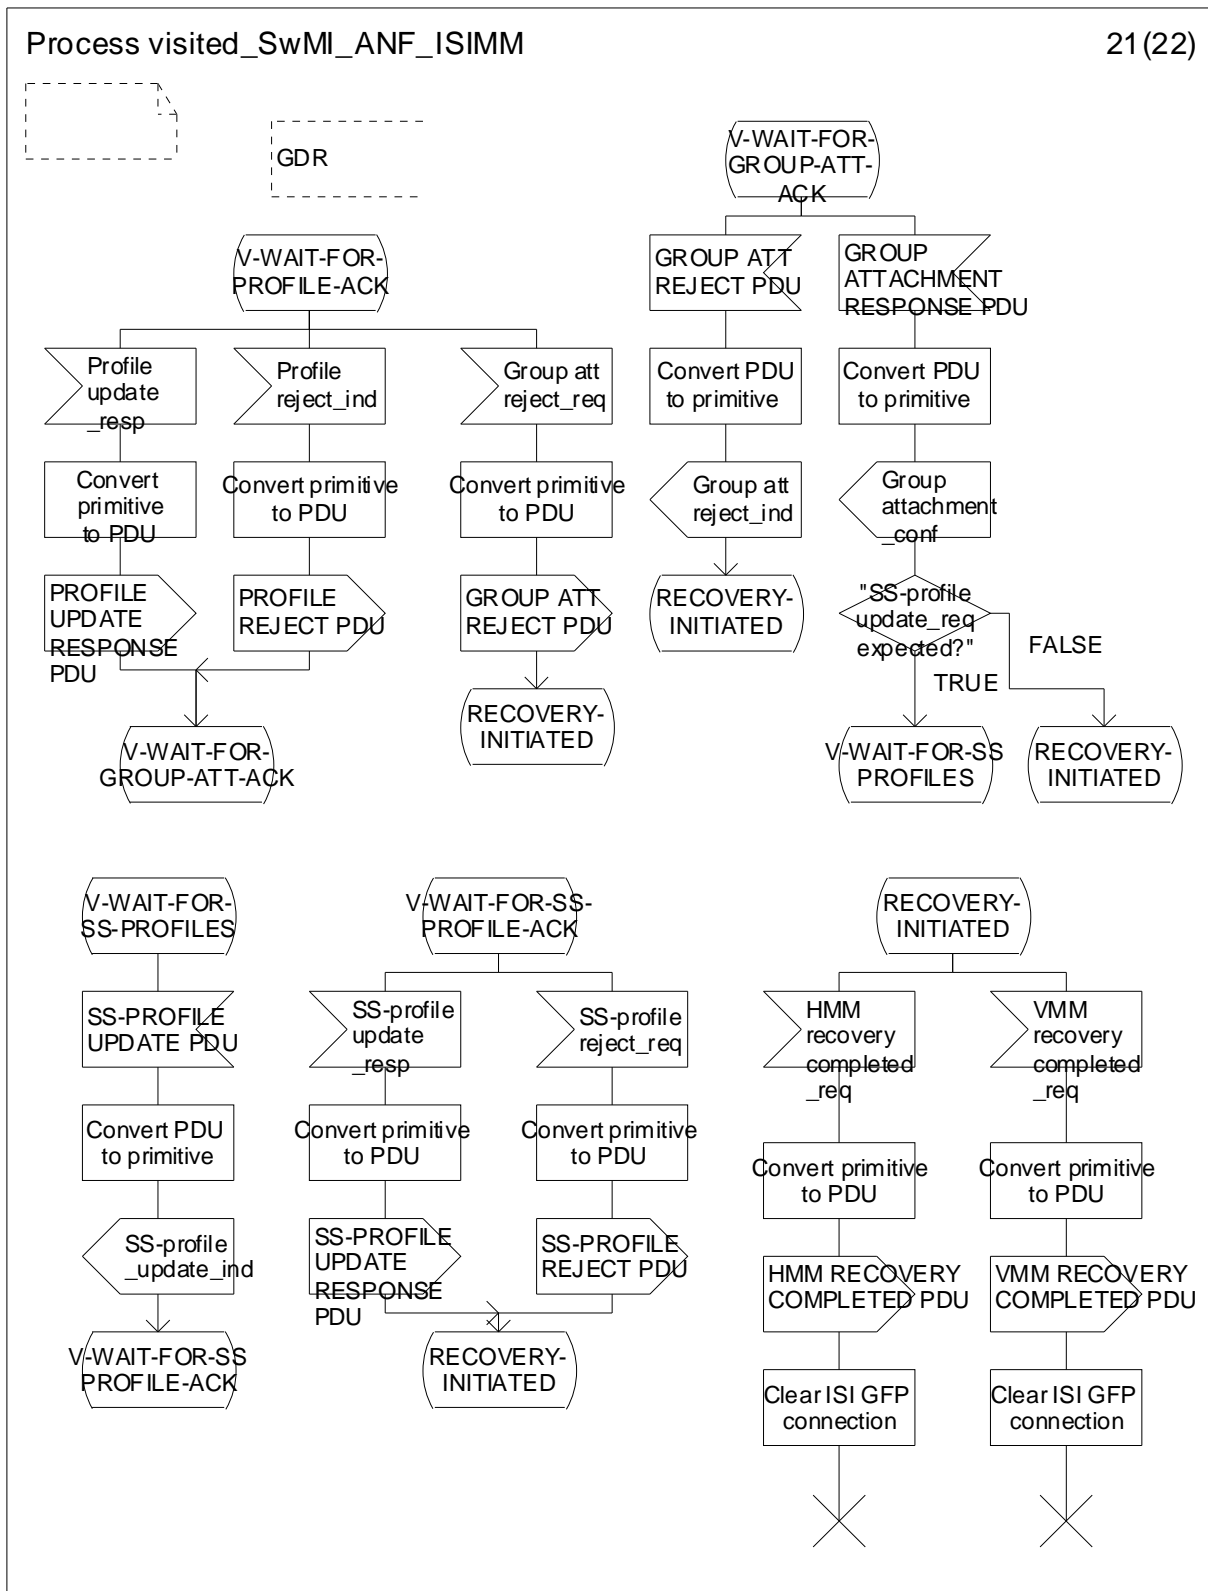 Process visited_SwMI_ANF_ISIMM
21(22)
GDR
V-WAIT-FOR-
GROUP-ATT-
ACK
V-WAIT-FOR-
PROFILE-ACK
GROUP ATT
REJECT PDU
GROUP
ATTACHMENT
RESPONSE PDU
Profile
update
_resp
Profile
reject_ind
Group att
reject_req
Convert PDU
to primitive
Convert PDU
to primitive
Convert
primitive
to PDU
Convert primitive
to PDU
Convert primitive
to PDU
Group att
reject_ind
Group
attachment
_conf
PROFILE
UPDATE
RESPONSE
PDU
PROFILE
REJECT PDU
GROUP ATT
REJECT PDU
RECOVERY-
INITIATED
"SS-profile
update_req
expected?"
FALSE
TRUE
V-WAIT-FOR-
GROUP-ATT-ACK
RECOVERY-
INITIATED
V-WAIT-FOR-SS
PROFILES
RECOVERY-
INITIATED
V-WAIT-FOR-
SS-PROFILES
V-WAIT-FOR-SS-
PROFILE-ACK
RECOVERY-
INITIATED
SS-PROFILE
UPDATE PDU
SS-profile
update
_resp
SS-profile
reject_req
HMM
recovery
completed
_req
VMM
recovery
completed
_req
Convert PDU
to primitive
Convert primitive
to PDU
Convert primitive
to PDU
Convert primitive
to PDU
Convert primitive
to PDU
SS-profile
_update_ind
SS-PROFILE
UPDATE
RESPONSE
PDU
SS-PROFILE
REJECT PDU
HMM RECOVERY
COMPLETED PDU
VMM RECOVERY
COMPLETED PDU
V-WAIT-FOR-SS
PROFILE-ACK
RECOVERY-
INITIATED
Clear ISI GFP
connection
Clear ISI GFP
connection